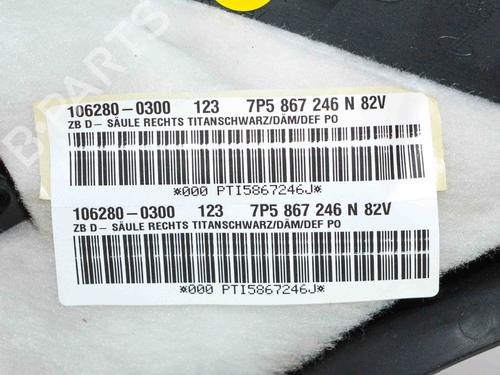 B-PARTS
106280-0300 123 7P5 867 246 N 82V
ZB D- SÄULE RECHTS TITANSCHWARZ/DÄM/DEF PO
*000 PTI5867246J*
106280-0300 123 7P5 867 246 N 82V
ZB D- SÄULE RECHTS TITANSCHWARZ/DÄM/DEF PO
*000 PTI5867246J*